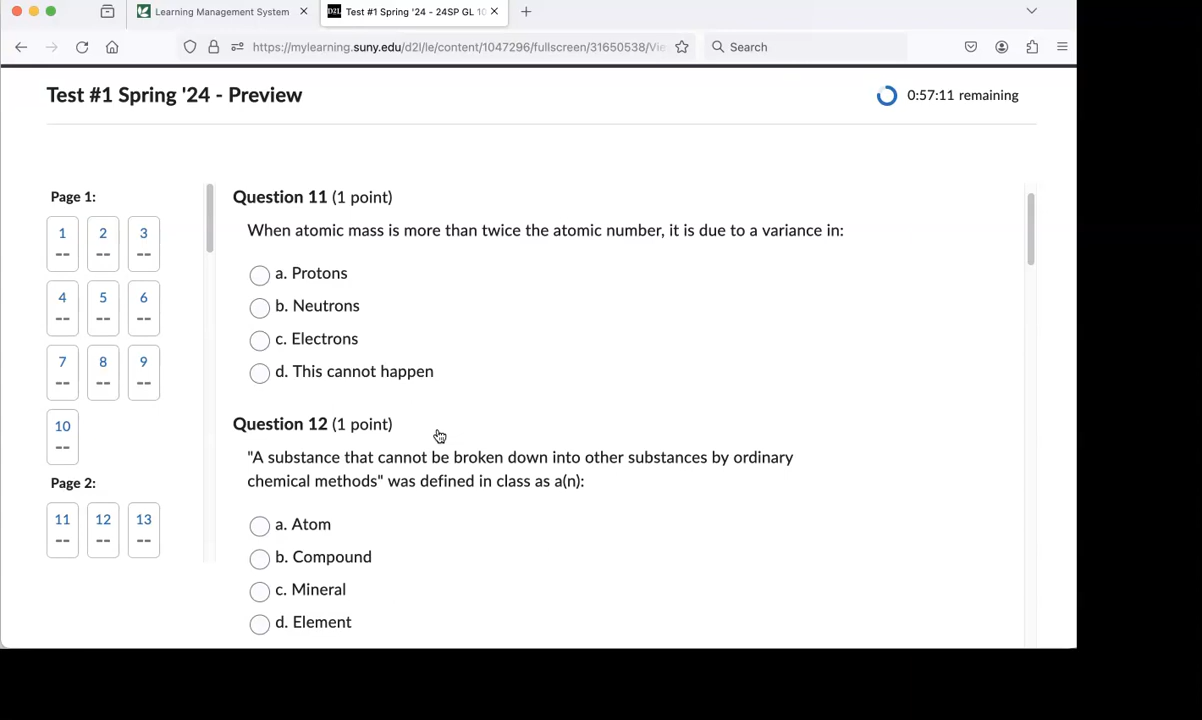 Learning Management System
D2L Test #1 Spring '24 - 24SP GL 10
https://mylearning.suny.edu/d2l/le/content/1047296/fullscreen/31650538/Vie
Search
Test #1 Spring '24 - Preview
0:57:11 remaining
Page 1:
1 2 3
-- -- --
4 5 6
-- -- --
7 8 9
-- -- --
10
--
Page 2:
11 12 13
-- -- --
Question 11 (1 point)
When atomic mass is more than twice the atomic number, it is due to a variance in:
a. Protons
b. Neutrons
c. Electrons
d. This cannot happen
Question 12 (1 point)
"A substance that cannot be broken down into other substances by ordinary
chemical methods" was defined in class as a(n):
a. Atom
b. Compound
c. Mineral
d. Element